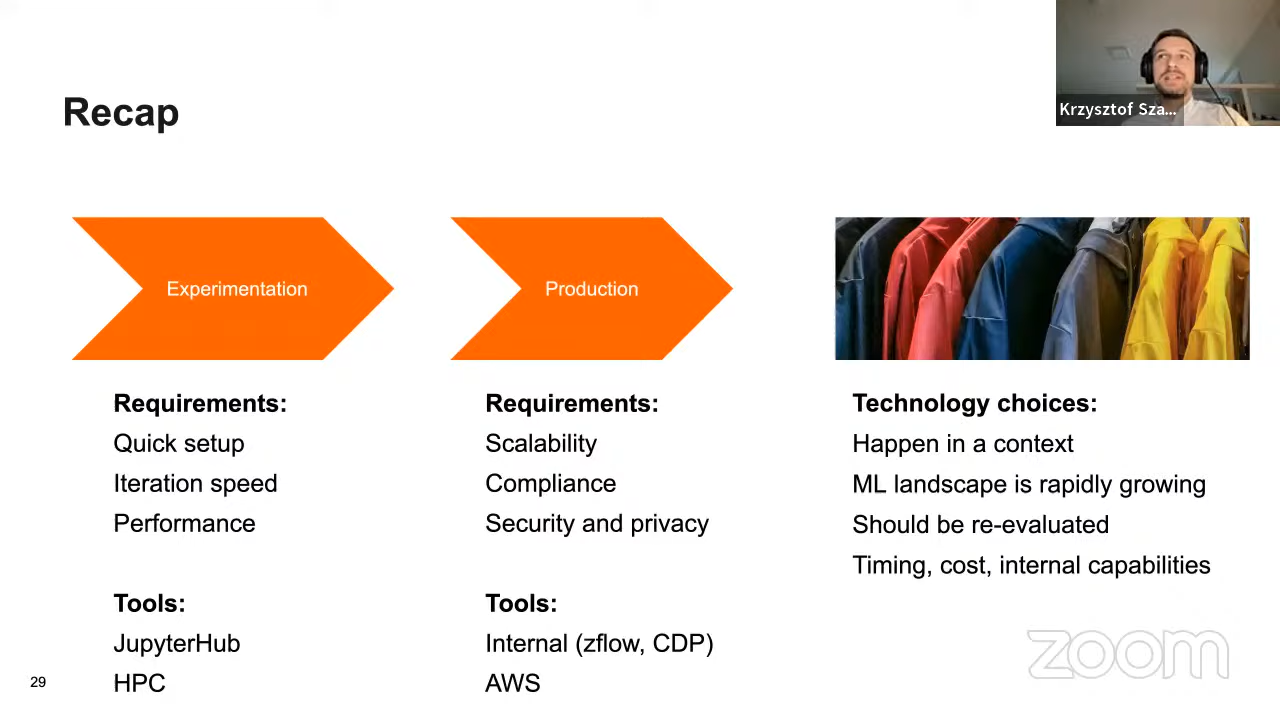 Krzysztof Sza...
Recap
Experimentation
Requirements:
Quick setup
Iteration speed
Performance
Tools:
JupyterHub
HPC
Production
Requirements:
Scalability
Compliance
Security and privacy
Tools:
Internal (zflow, CDP)
AWS
Technology choices:
Happen in a context
ML landscape is rapidly growing
Should be re-evaluated
Timing, cost, internal capabilities
zoom
29